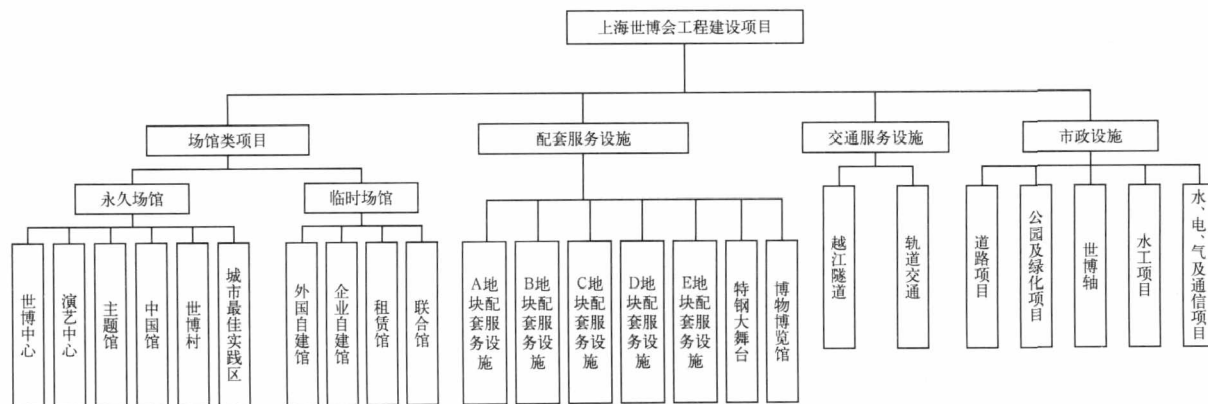 上海世博会工程建设项目
场馆类项目
配套服务设施
交通服务设施
市政设施
永久场馆
临时场馆
世博中心
演艺中心
主题馆
中国馆
世博村
城市最佳实践区
外国自建馆
企业自建馆
租赁馆
联合馆
A地块配套服务设施
B地块配套服务设施
C地块配套服务设施
D地块配套服务设施
E地块配套服务设施
特钢大舞台
博物博览馆
越江隧道
轨道交通
道路项目
公园及绿化项目
世博轴
水工项目
水、电、气及通信项目